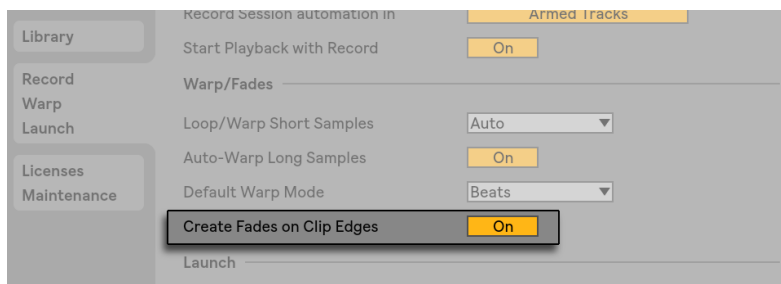 Record Session automation in Armed Tracks
Library
Start Playback with Record On
Record
Warp
Launch
Warp/Fades
Loop/Warp Short Samples Auto
Auto-Warp Long Samples On
Licenses
Maintenance
Default Warp Mode Beats
Create Fades on Clip Edges On
Launch